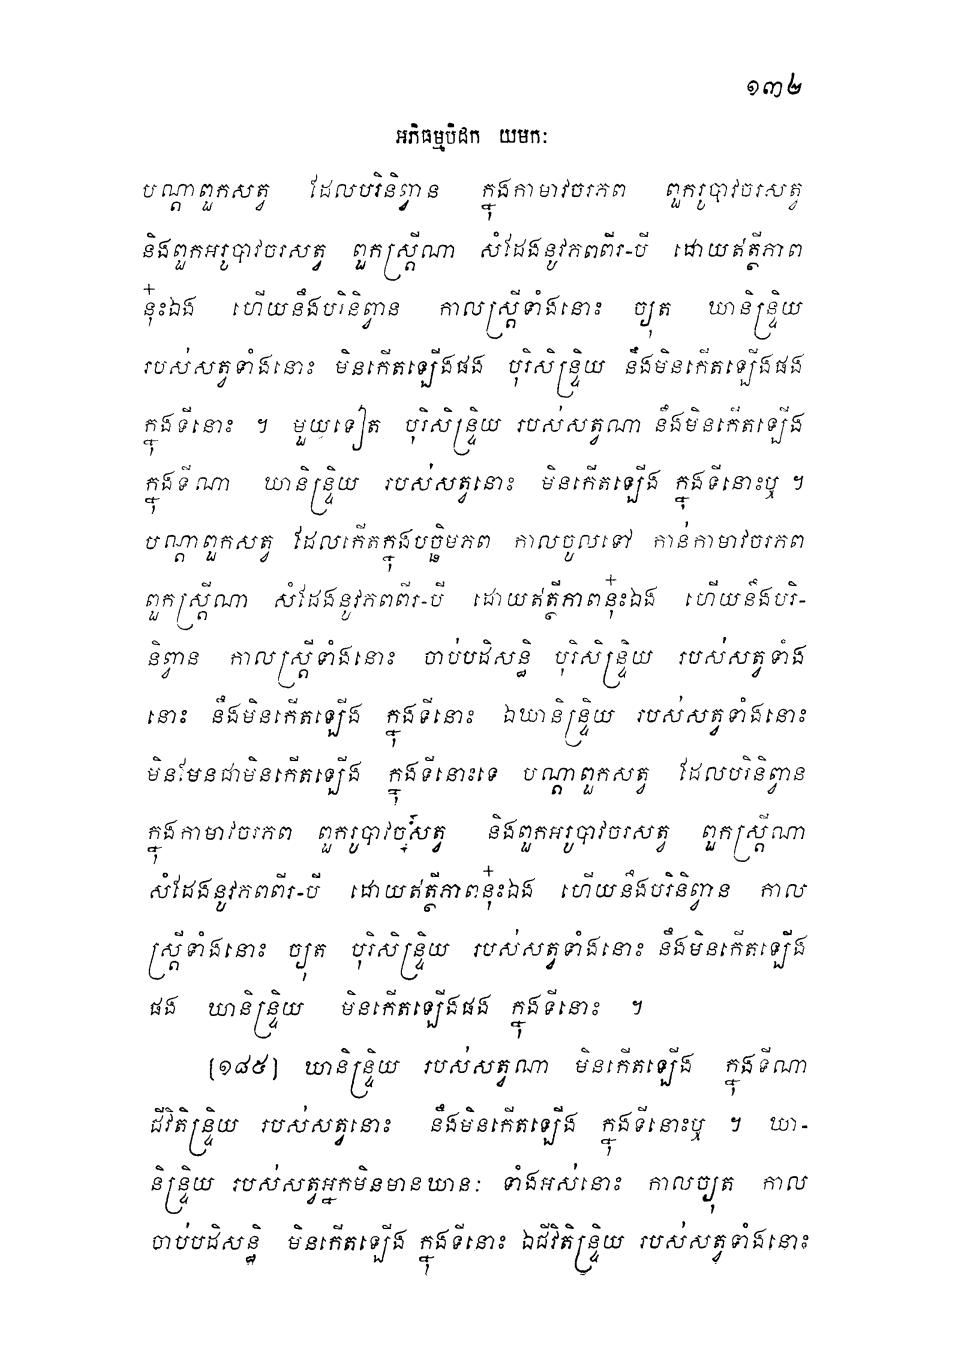 ១៣២
អភិធម្មបិដក យមកៈ
បណ្ដាពួកសត្វ ដែលបរិនិព្វាន ក្នុងកាមាវចរភព ពួករូបាវចរសត្វ
និងពួកអរូបាវចរសត្វ ពួកស្ត្រីណា សំដែងនូវភពពីរ-បី ដោយឥត្ថីភាព
នុ៎ះឯង ហើយនឹងបរិនិព្វាន កាលស្ត្រីទាំងនោះ ច្យុត ឃានិន្ទ្រិយ
របស់សត្វទាំងនោះ មិនកើតឡើងផង បុរិសិន្ទ្រិយ នឹងមិនកើតឡើងផង
ក្នុងទីនោះ ។ មួយទៀត បុរិសិន្ទ្រិយ របស់សត្វណា នឹងមិនកើតឡើង
ក្នុងទីណា ឃានិន្ទ្រិយ របស់សត្វនោះ មិនកើតឡើង ក្នុងទីនោះឬ ។
បណ្ដាពួកសត្វ ដែលកើតក្នុងបច្ឆិមភព កាលចូលទៅ កាន់កាមាវចរភព
ពួកស្ត្រីណា សំដែងនូវភពពីរ-បី ដោយឥត្ថីភាពនុ៎ះឯង ហើយនឹងបរិ-
និព្វាន កាលស្ត្រីទាំងនោះ ចាប់បដិសន្ធិ បុរិសិន្ទ្រិយ របស់សត្វទាំង
នោះ នឹងមិនកើតឡើង ក្នុងទីនោះ ឯឃានិន្ទ្រិយ របស់សត្វទាំងនោះ
មិនមែនជាមិនកើតឡើង ក្នុងទីនោះទេ បណ្ដាពួកសត្វ ដែលបរិនិព្វាន
ក្នុងកាមាវចរភព ពួករូបាវចរសត្វ និងពួកអរូបាវចរសត្វ ពួកស្ត្រីណា
សំដែងនូវភពពីរ-បី ដោយឥត្ថីភាពនុ៎ះឯង ហើយនឹងបរិនិព្វាន កាល
ស្ត្រីទាំងនោះ ច្យុត បុរិសិន្ទ្រិយ របស់សត្វទាំងនោះ នឹងមិនកើតឡើង
ផង ឃានិន្ទ្រិយ មិនកើតឡើងផង ក្នុងទីនោះ ។
[១៨៥] ឃានិន្ទ្រិយ របស់សត្វណា មិនកើតឡើង ក្នុងទីណា
ជីវិតិន្ទ្រិយ របស់សត្វនោះ នឹងមិនកើតឡើង ក្នុងទីនោះឬ ។ ឃា-
និន្ទ្រិយ របស់សត្វអ្នកមិនមានឃានៈ ទាំងអស់នោះ កាលច្យុត កាល
ចាប់បដិសន្ធិ មិនកើតឡើង ក្នុងទីនោះ ឯជីវិតិន្ទ្រិយ របស់សត្វទាំងនោះ